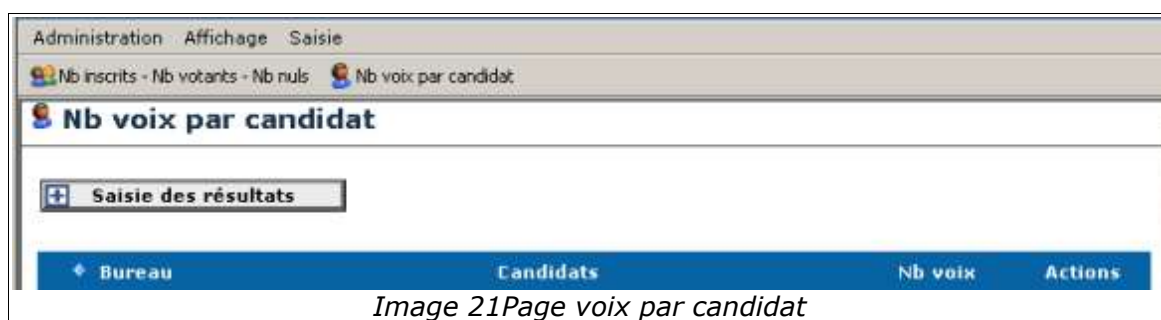 Administration Affichage Saisie
Nb inscrits - Nb votants - Nb nuls Nb voix par candidat
Nb voix par candidat
Saisie des résultats
Bureau Candidats Nb voix Actions
Image 21Page voix par candidat